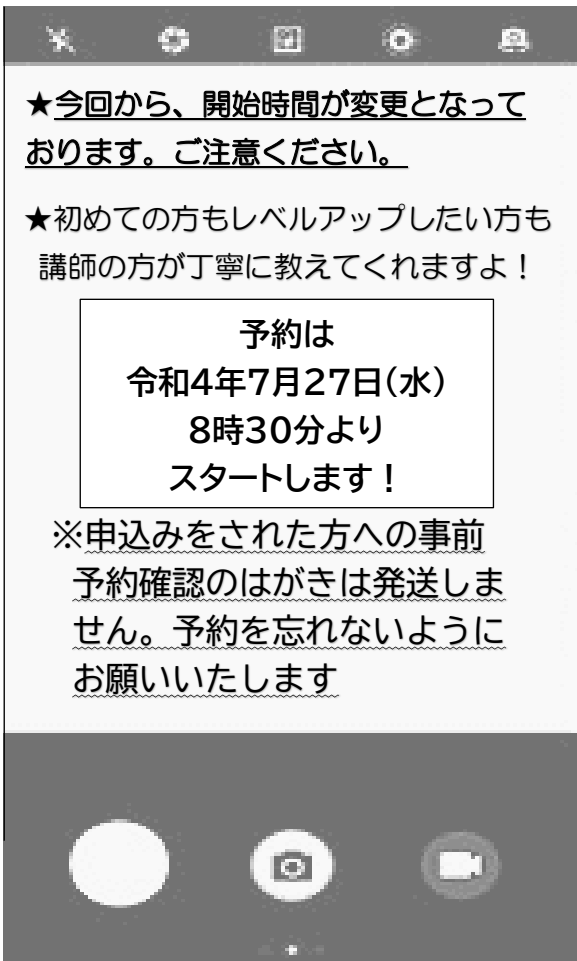 ★今回から、開始時間が変更となって
おります。ご注意ください。
★初めての方もレベルアップしたい方も
講師の方が丁寧に教えてくれますよ！
予約は
令和4年7月27日(水)
8時30分より
スタートします！
※申込みをされた方への事前
予約確認のはがきは発送しま
せん。予約を忘れないように
お願いいたします